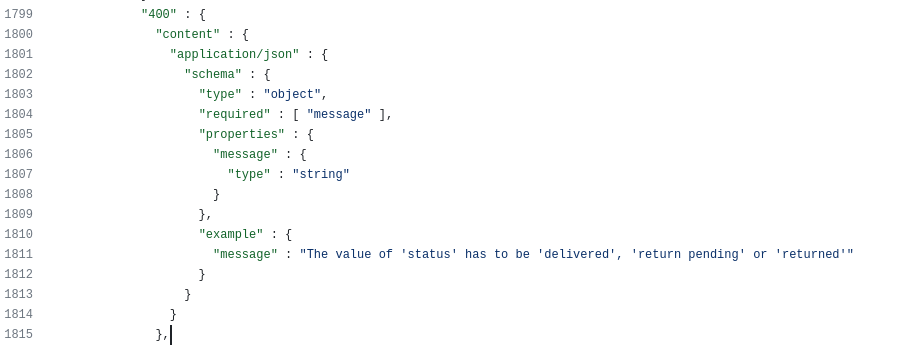 1799               "400" : {
1800                 "content" : {
1801                   "application/json" : {
1802                     "schema" : {
1803                       "type" : "object",
1804                       "required" : [ "message" ],
1805                       "properties" : {
1806                         "message" : {
1807                           "type" : "string"
1808                         }
1809                       },
1810                       "example" : {
1811                         "message" : "The value of 'status' has to be 'delivered', 'return pending' or 'returned'"
1812                       }
1813                     }
1814                   }
1815                 },